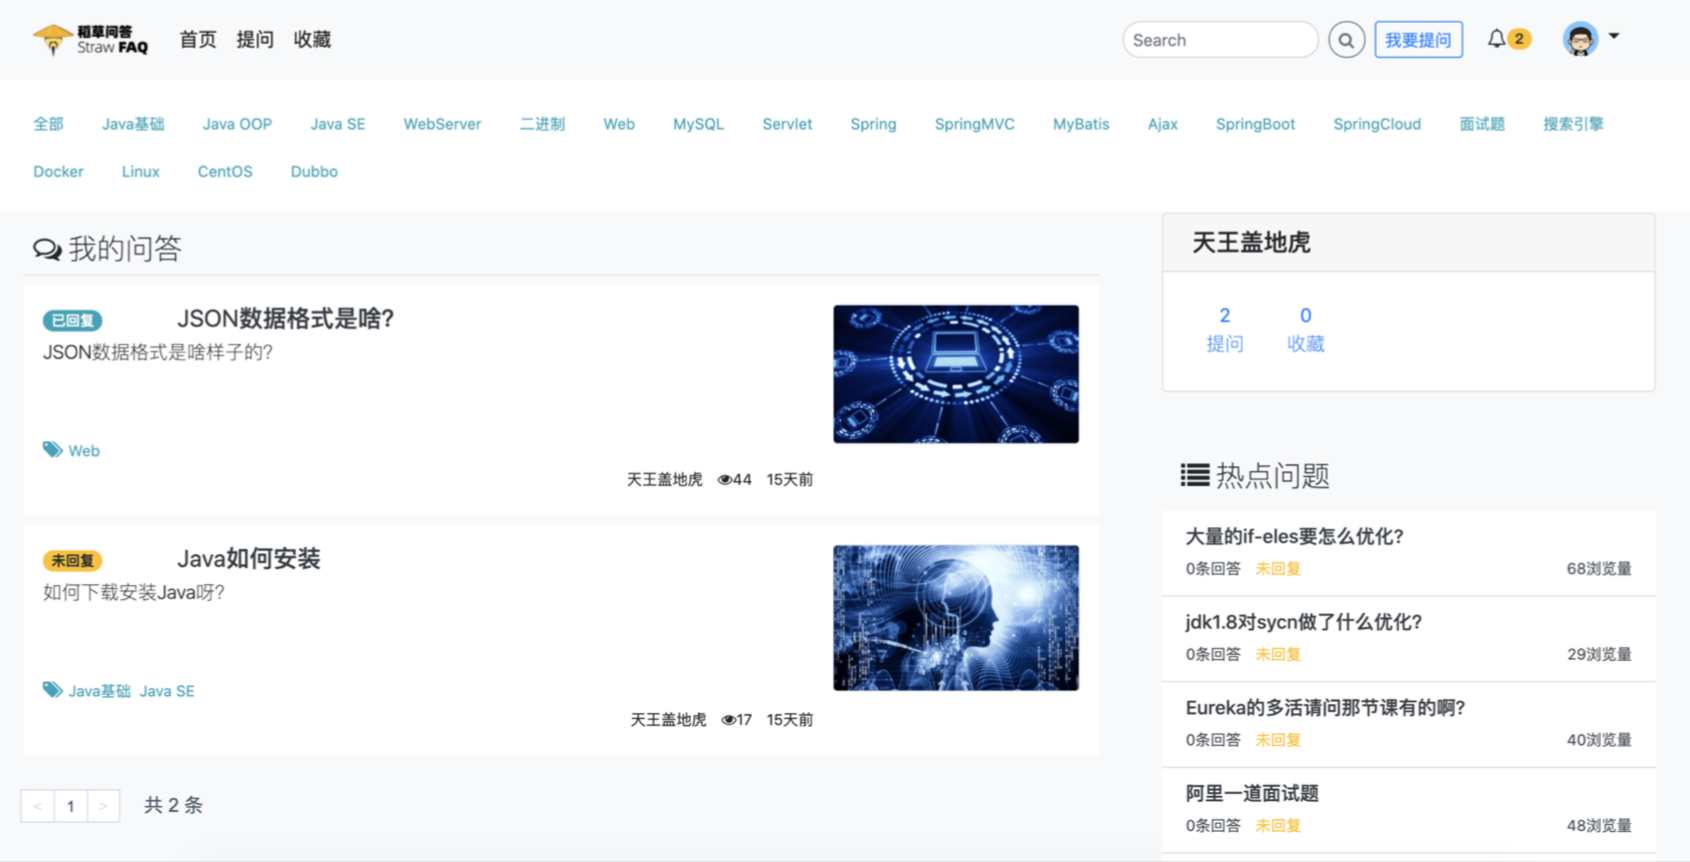 稻草问答
Straw FAQ
首页 提问 收藏
Search
我要提问
2
全部 Java基础 Java OOP Java SE WebServer 二进制 Web MySQL Servlet Spring SpringMVC MyBatis Ajax SpringBoot SpringCloud 面试题 搜索引擎
Docker Linux CentOS Dubbo
我的问答
已回复 JSON数据格式是啥?
JSON数据格式是啥样子的?
Web
天王盖地虎 44 15天前
未回复 Java如何安装
如何下载安装Java呀?
Java基础 Java SE
天王盖地虎 17 15天前
< 1 > 共 2 条
天王盖地虎
2 0
提问 收藏
热点问题
大量的if-eles要怎么优化?
0条回答 未回复 68浏览量
jdk1.8对sycn做了什么优化?
0条回答 未回复 29浏览量
Eureka的多活请问那节课有的啊?
0条回答 未回复 40浏览量
阿里一道面试题
0条回答 未回复 48浏览量